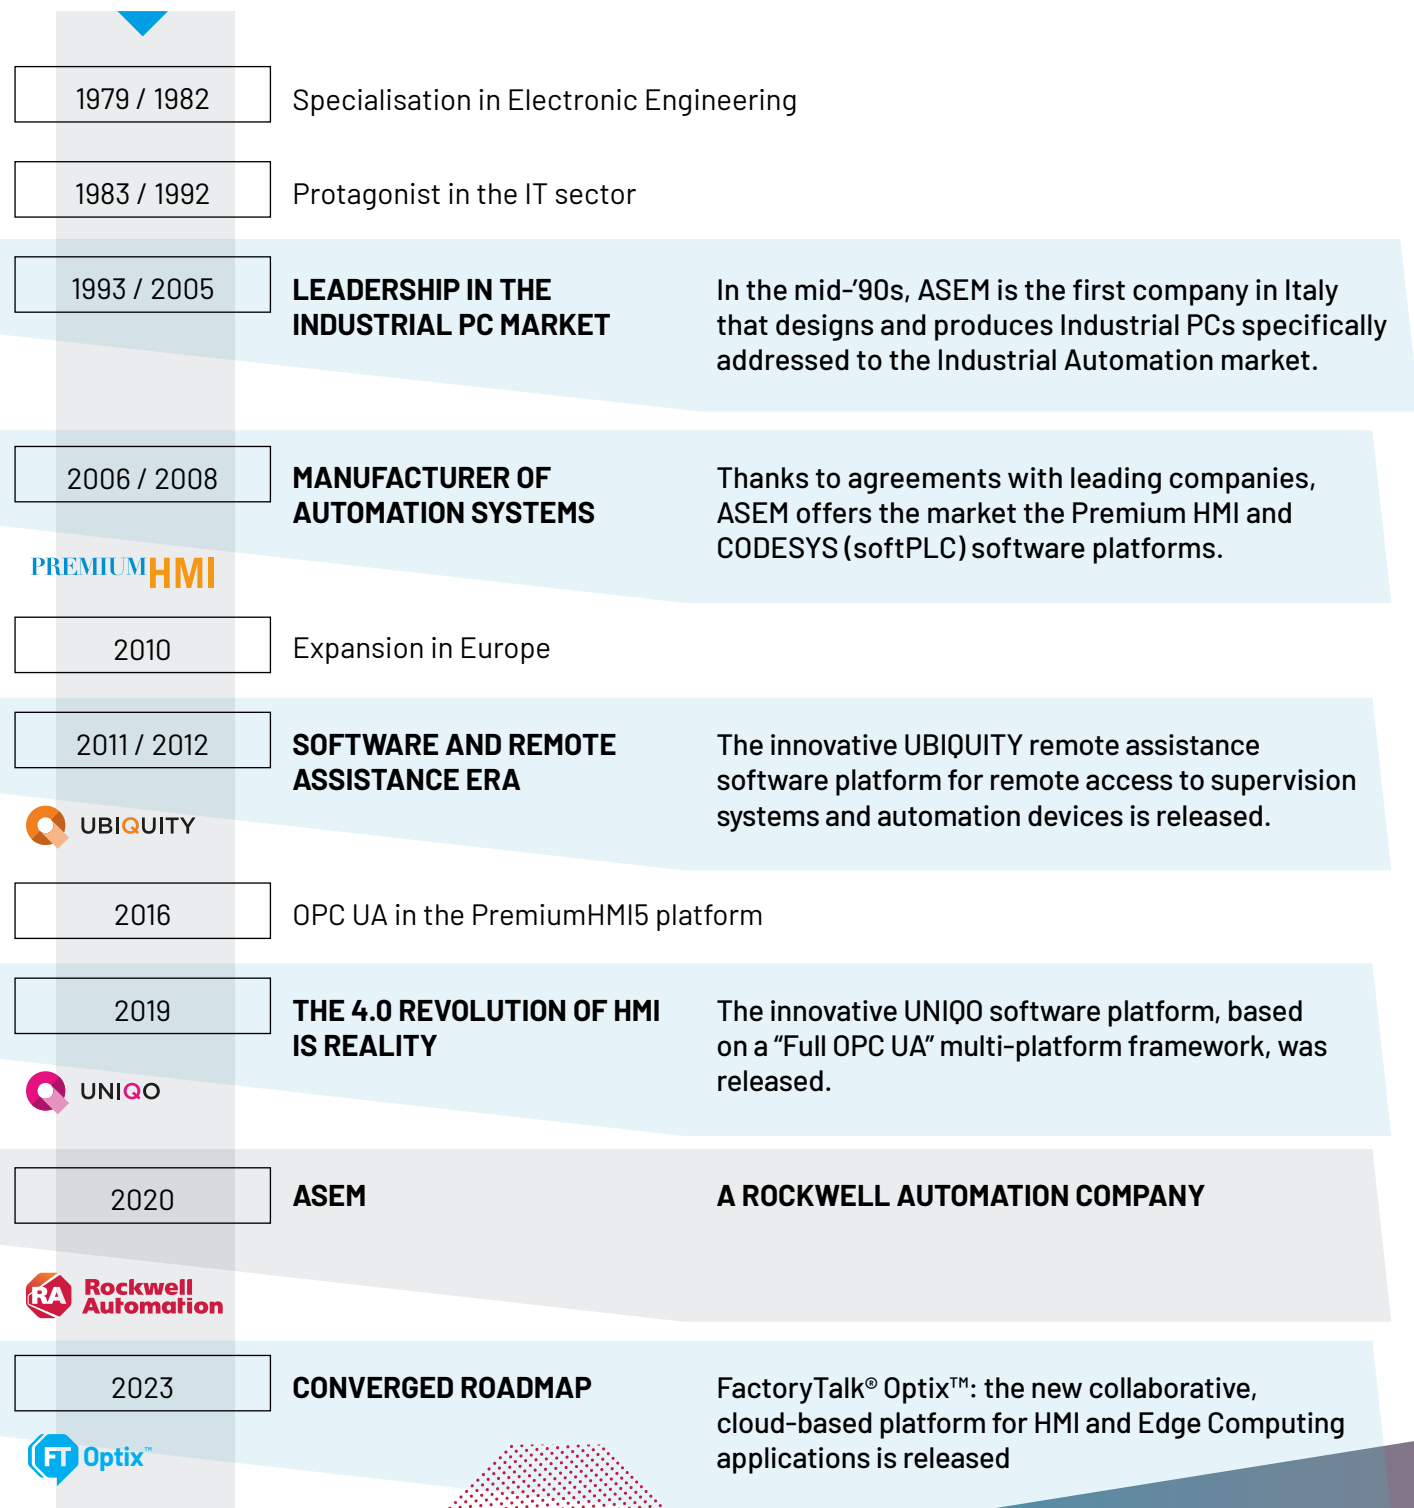 1979 / 1982
Specialisation in Electronic Engineering
1983 / 1992
Protagonist in the IT sector
1993 / 2005
LEADERSHIP IN THE
INDUSTRIAL PC MARKET
In the mid-’90s, ASEM is the first company in Italy
that designs and produces Industrial PCs specifically
addressed to the Industrial Automation market.
2006 / 2008
MANUFACTURER OF
AUTOMATION SYSTEMS
Thanks to agreements with leading companies,
ASEM offers the market the Premium HMI and
CODESYS (softPLC) software platforms.
PREMIUM HMI
2010
Expansion in Europe
2011 / 2012
SOFTWARE AND REMOTE
ASSISTANCE ERA
The innovative UBIQUITY remote assistance
software platform for remote access to supervision
systems and automation devices is released.
UBIQUITY
2016
OPC UA in the PremiumHMI5 platform
2019
THE 4.0 REVOLUTION OF HMI
IS REALITY
The innovative UNIQO software platform, based
on a “Full OPC UA” multi-platform framework, was
released.
UNIQO
2020
ASEM
A ROCKWELL AUTOMATION COMPANY
RA
Rockwell
Automation
2023
CONVERGED ROADMAP
FactoryTalk® Optix™: the new collaborative,
cloud-based platform for HMI and Edge Computing
applications is released
FT Optix™